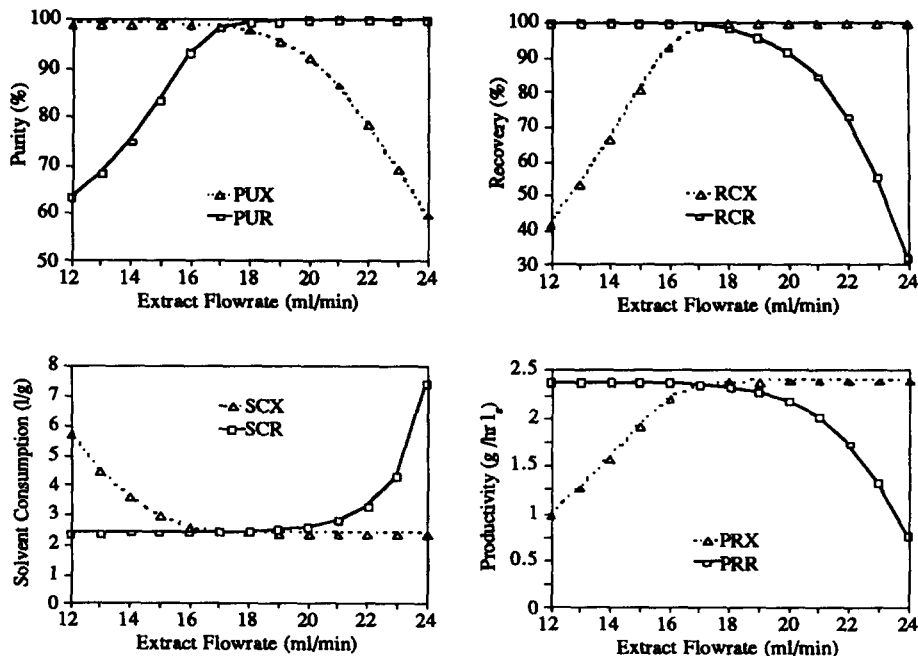 100
90
80
70
60
50
Purity (%)
PUX
PUR
12 14 16 18 20 22 24
Extract Flowrate (ml/min)
100
90
80
70
60
50
40
30
Recovery (%)
RCX
RCR
12 14 16 18 20 22 24
Extract Flowrate (ml/min)
8
7
6
5
4
3
2
1
0
Solvent Consumption (l/g)
SCX
SCR
12 14 16 18 20 22 24
Extract Flowrate (ml/min)
2.5
2
1.5
1
0.5
0
Productivity (g /hr l_s)
PRX
PRR
12 14 16 18 20 22 24
Extract Flowrate (ml/min)